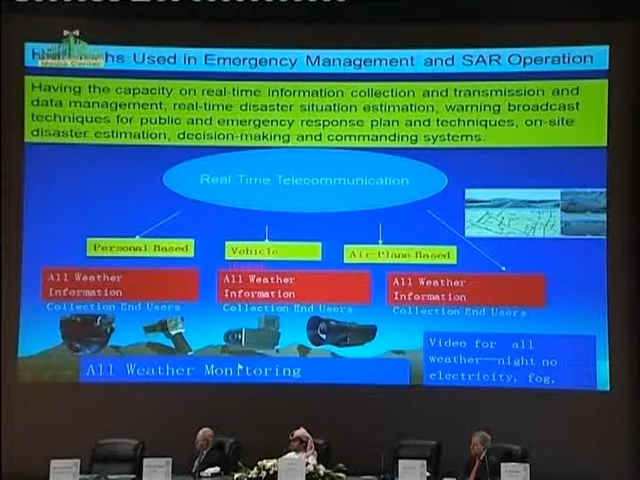 Used in Emergency Management and SAR Operation
Media Center
Having the capacity on real-time information collection and transmission and
data management, real-time disaster situation estimation, warning broadcast
techniques for public and emergency response plan and techniques, on-site
disaster estimation, decision-making and commanding systems.
Real Time Telecommunication
Personal Based
Vehicle
Air-Plane Based
All Weather
Information
Collection End Users
All Weather
Information
Collection End Users
All Weather
Information
Collection End Users
Video for all
weather—night no
electricity, fog,
All Weather Monitoring